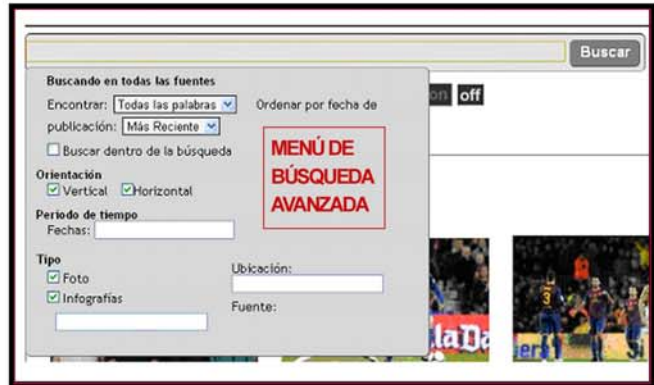 Buscar
Buscando en todas las fuentes
Encontrar: Todas las palabras Ordenar por fecha de
publicación: Más Reciente
Buscar dentro de la búsqueda
MENÚ DE
BÚSQUEDA
AVANZADA
Orientación
Vertical Horizontal
Periodo de tiempo
Fechas:
Tipo
Foto
Infografías
Ubicación:
Fuente:
on off
laDa
3